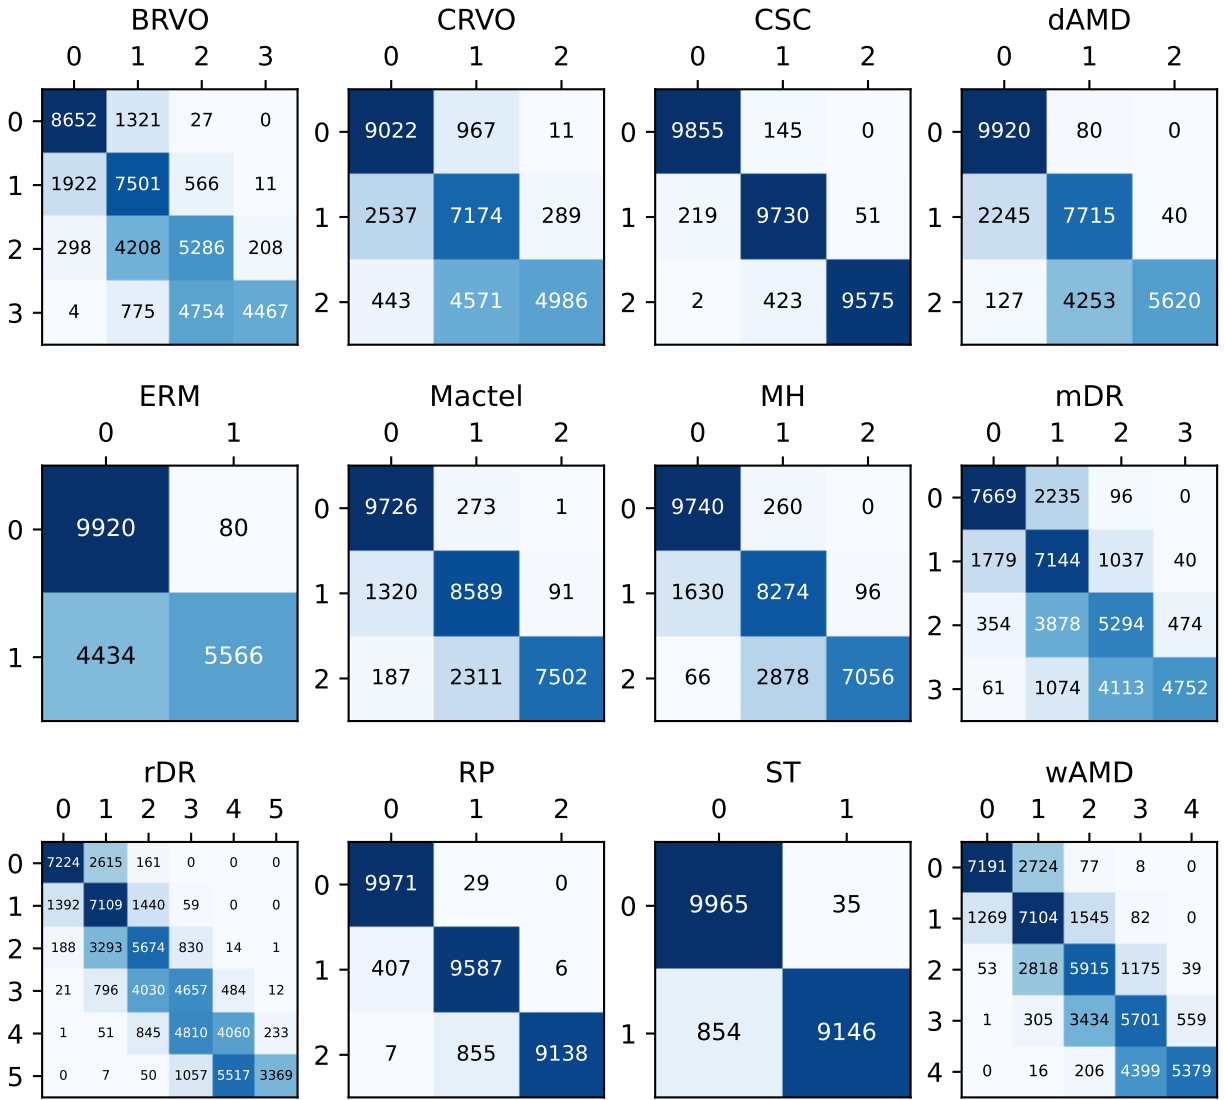 BRVO CRVO CSC dAMD
0 1 2 3 0 1 2 0 1 2 0 1 2
0 8652 1321 27 0
1 1922 7501 566 11
2 298 4208 5286 208
3 4 775 4754 4467
0 9022 967 11
1 2537 7174 289
2 443 4571 4986
0 9855 145 0
1 219 9730 51
2 2 423 9575
0 9920 80 0
1 2245 7715 40
2 127 4253 5620
ERM Mactel MH mDR
0 1 0 1 2 0 1 2 0 1 2 3
0 9920 80
1 4434 5566
0 9726 273 1
1 1320 8589 91
2 187 2311 7502
0 9740 260 0
1 1630 8274 96
2 66 2878 7056
0 7669 2235 96 0
1 1779 7144 1037 40
2 354 3878 5294 474
3 61 1074 4113 4752
rDR RP ST wAMD
0 1 2 3 4 5 0 1 2 0 1 0 1 2 3 4
0 7224 2615 161 0 0 0
1 1392 7109 1440 59 0 0
2 188 3293 5674 830 14 1
3 21 796 4030 4657 484 12
4 1 51 845 4810 4060 233
5 0 7 50 1057 5517 3369
0 9971 29 0
1 407 9587 6
2 7 855 9138
0 9965 35
1 854 9146
0 7191 2724 77 8 0
1 1269 7104 1545 82 0
2 53 2818 5915 1175 39
3 1 305 3434 5701 559
4 0 16 206 4399 5379